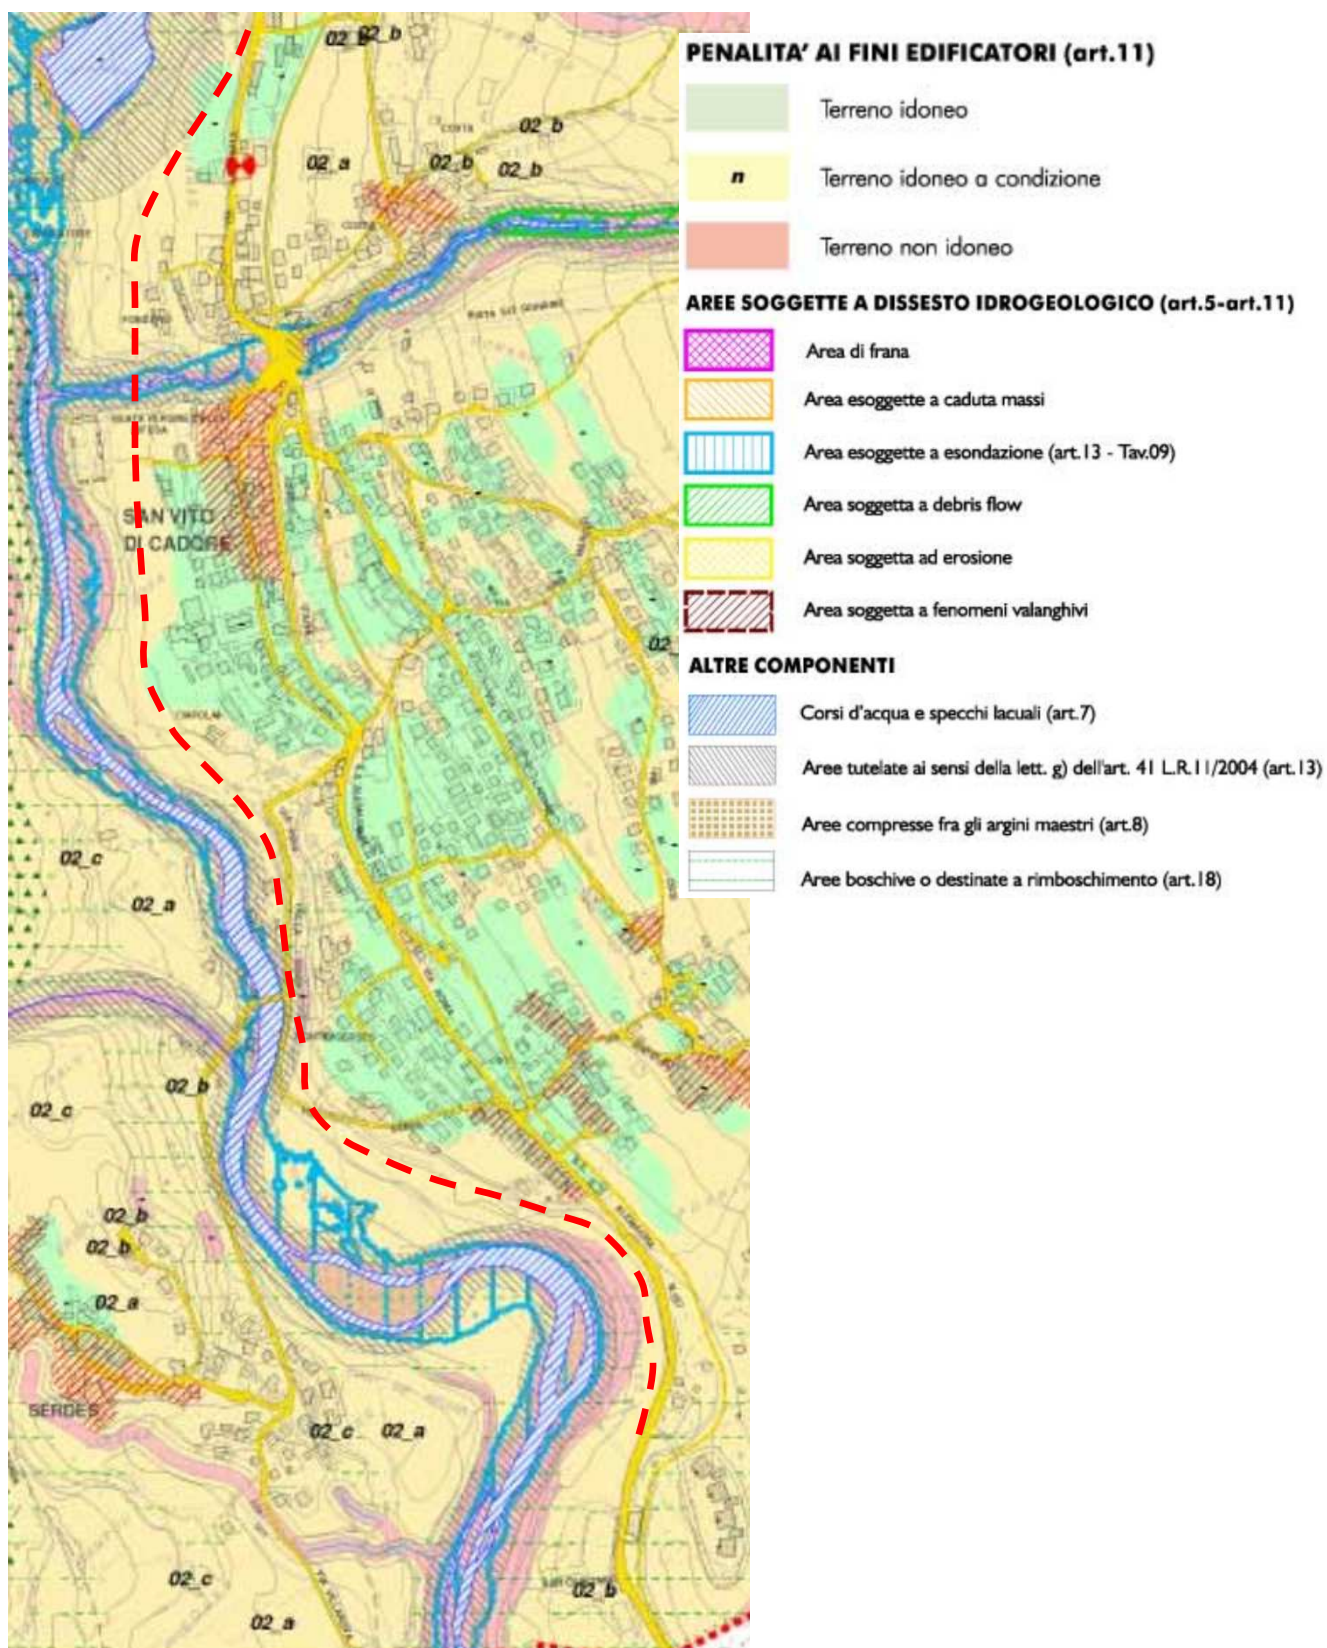 PENALITA’ AI FINI EDIFICATORI (art.11)
Terreno idoneo
n
Terreno idoneo a condizione
Terreno non idoneo
AREE SOGGETTE A DISSESTO IDROGEOLOGICO (art.5-art.11)
Area di frana
Area esoggette a caduta massi
Area esoggette a esondazione (art.13 - Tav.09)
Area soggetta a debris flow
Area soggetta ad erosione
Area soggetta a fenomeni valanghivi
ALTRE COMPONENTI
Corsi d'acqua e specchi lacuali (art.7)
Aree tutelate ai sensi della lett. g) dell'art. 41 L.R.11/2004 (art.13)
Aree compresse fra gli argini maestri (art.8)
Aree boschive o destinate a rimboschimento (art.18)
02_b
02_b
02_b
COSTA
02_a
02_b
02_b
SAN VITO
DI CADORE
02_
02_c
02_a
02_b
02_c
ROMA
02_b
02_b
02_a
SERDES
02_c
02_a
02_c
02_b
02_a